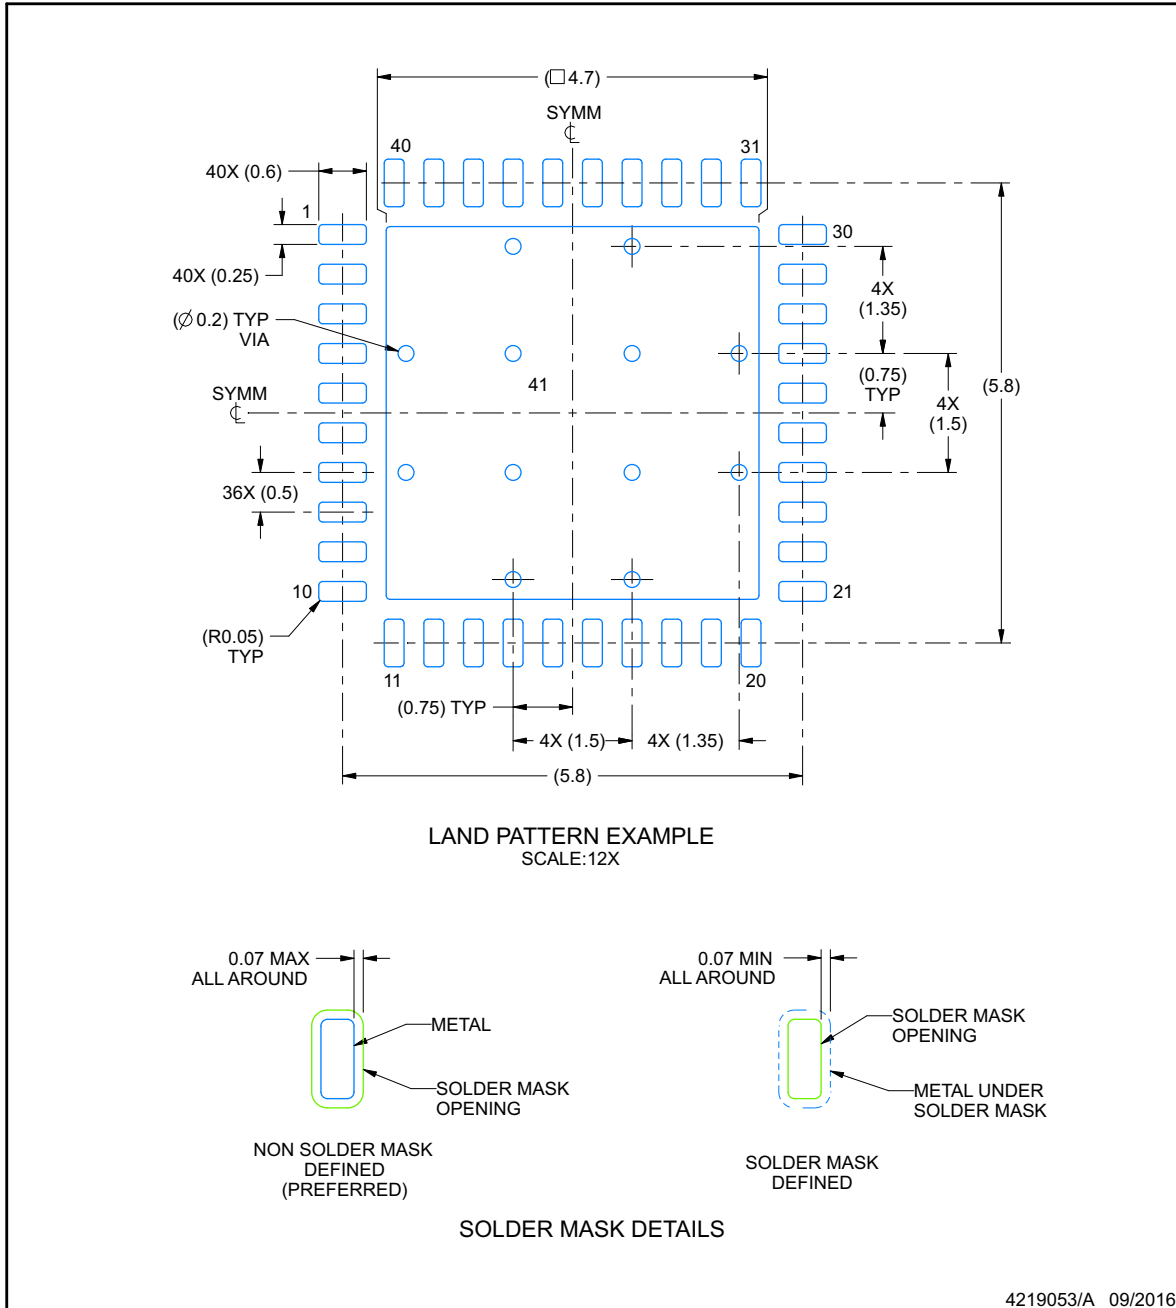 (□4.7)
SYMM
℄
40
31
40X (0.6)
1
30
40X (0.25)
4X
(1.35)
(Ø0.2) TYP
VIA
41
SYMM
℄
(0.75)
TYP
4X
(1.5)
(5.8)
36X (0.5)
10
21
(R0.05)
TYP
11
20
(0.75) TYP
4X (1.5)
4X (1.35)
(5.8)
LAND PATTERN EXAMPLE
SCALE:12X
0.07 MAX
ALL AROUND
METAL
SOLDER MASK
OPENING
NON SOLDER MASK
DEFINED
(PREFERRED)
0.07 MIN
ALL AROUND
SOLDER MASK
OPENING
METAL UNDER
SOLDER MASK
SOLDER MASK
DEFINED
SOLDER MASK DETAILS
4219053/A 09/2016